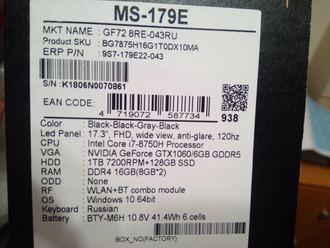 MS-179E
MKT NAME : GF72 8RE-043RU
Product SKU : BG7875H16G1T0DX10MA
ERP P/N : 9S7-179E22-043
S/N: K1806N0070861
EAN CODE:
4 719072 587734 938
Color : Black-Black-Gray-Black
Led Panel : 17.3", FHD, wide view, anti-glare, 120hz
CPU : Intel Core i7-8750H Processor
VGA : NVIDIA GeForce GTX1060/6GB GDDR5
HDD : 1TB 7200RPM+128GB SSD
RAM : DDR4 16GB(8GB*2)
ODD : None
RF : WLAN+BT combo module
OS : Windows 10 64bit
Keyboard : Russian
Battery : BTY-M6H 10.8V 41.4Wh 6 cells
BOX_NO(FACTORY)